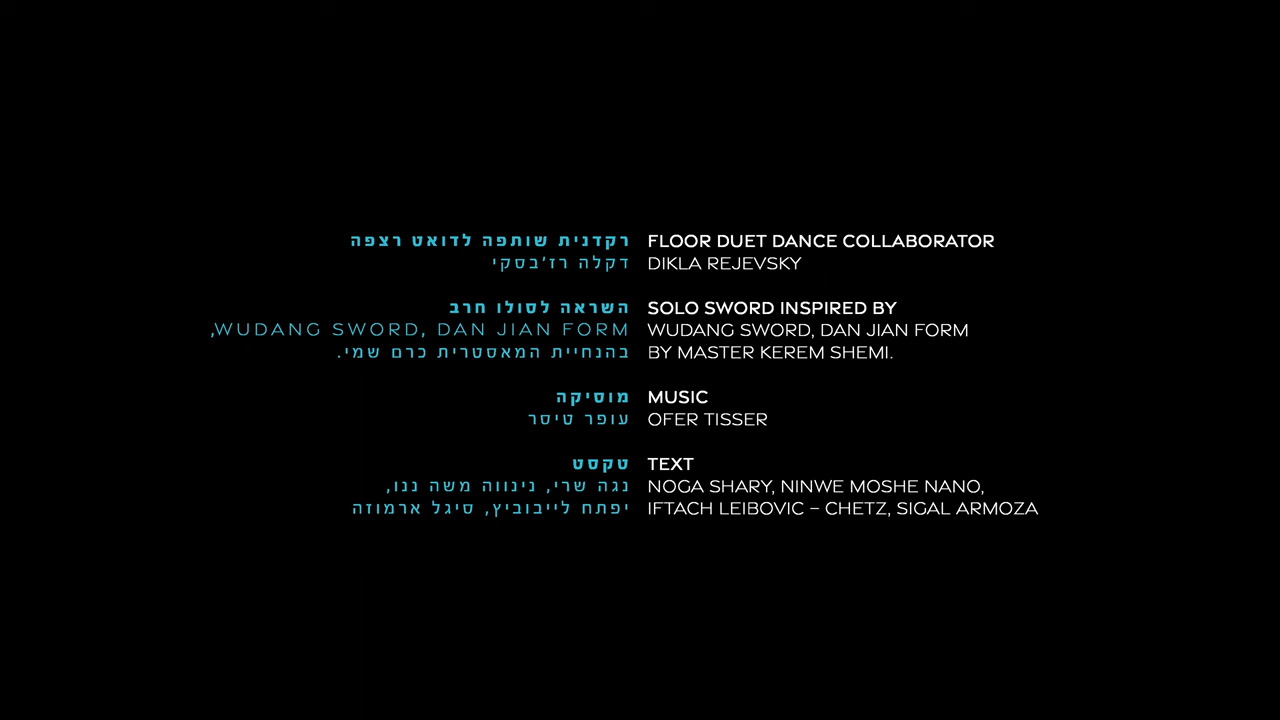 רקדנית שותפה לדואט רצפה
דקלה רז'בסקי
השראה לסולו חרב
WUDANG SWORD, DAN JIAN FORM,
בהנחיית המאסטרית כרם שמי.
מוסיקה
עופר טיסר
טקסט
נגה שרי, נינווה משה ננו,
יפתח לייבוביץ, סיגל ארמוזה
FLOOR DUET DANCE COLLABORATOR
DIKLA REJEVSKY
SOLO SWORD INSPIRED BY
WUDANG SWORD, DAN JIAN FORM
BY MASTER KEREM SHEMI.
MUSIC
OFER TISSER
TEXT
NOGA SHARY, NINWE MOSHE NANO,
IFTACH LEIBOVIC – CHETZ, SIGAL ARMOZA